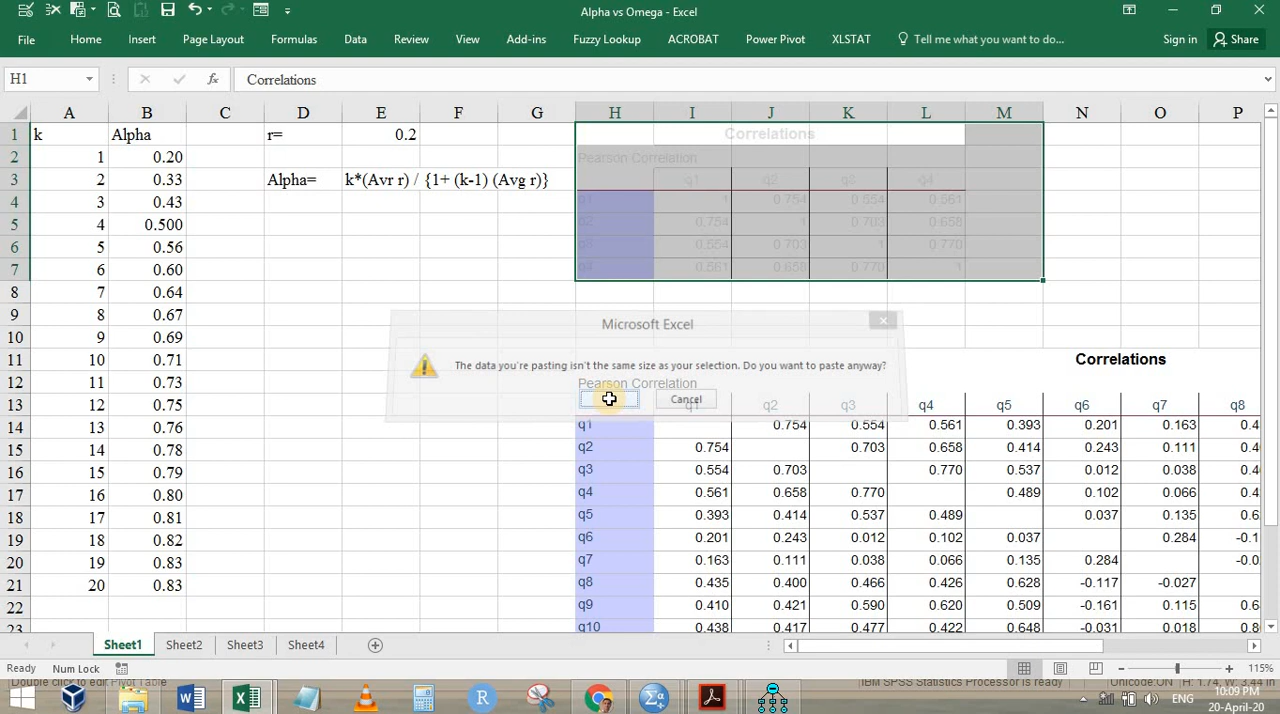 Alpha vs Omega - Excel
File Home Insert Page Layout Formulas Data Review View Add-ins Fuzzy Lookup ACROBAT Power Pivot XLSTAT Tell me what you want to do... Sign in Share
H1 fx Correlations
A B C D E F G H I J K L M N O P
1 k Alpha r= 0.2 Correlations
2 1 0.20 Pearson Correlation
3 2 0.33 Alpha= k*(Avr r) / {1+ (k-1) (Avg r)} q1 q2 q3 q4
4 3 0.43 q1 1 0.754 0.554 0.561
5 4 0.500 q2 0.754 1 0.703 0.658
6 5 0.56 q3 0.554 0.703 1 0.770
7 6 0.60 q4 0.561 0.658 0.770 1
8 7 0.64
9 8 0.67
Microsoft Excel
10 9 0.69
11 10 0.71 Correlations
The data you're pasting isn't the same size as your selection. Do you want to paste anyway?
12 11 0.73 Pearson Correlation
Cancel
13 12 0.75 q1 q2 q3 q4 q5 q6 q7 q8
14 13 0.76 q1 0.754 0.554 0.561 0.393 0.201 0.163 0.4
15 14 0.78 q2 0.754 0.703 0.658 0.414 0.243 0.111 0.4
16 15 0.79 q3 0.554 0.703 0.770 0.537 0.012 0.038 0.4
17 16 0.80 q4 0.561 0.658 0.770 0.489 0.102 0.066 0.4
18 17 0.81 q5 0.393 0.414 0.537 0.489 0.037 0.135 0.6
19 18 0.82 q6 0.201 0.243 0.012 0.102 0.037 0.284 -0.1
20 19 0.83 q7 0.163 0.111 0.038 0.066 0.135 0.284 -0.0
21 20 0.83 q8 0.435 0.400 0.466 0.426 0.628 -0.117 -0.027
22 q9 0.410 0.421 0.590 0.620 0.509 -0.161 0.115 0.6
23 q10 0.438 0.417 0.477 0.422 0.648 -0.031 0.018 0.8
Sheet1 Sheet2 Sheet3 Sheet4
Ready Num Lock 115%
Double click to edit Pivot Table IBM SPSS Statistics Processor is ready Unicode:ON H: 1.74, W: 3.44
ENG 10:09 PM
20-April-20